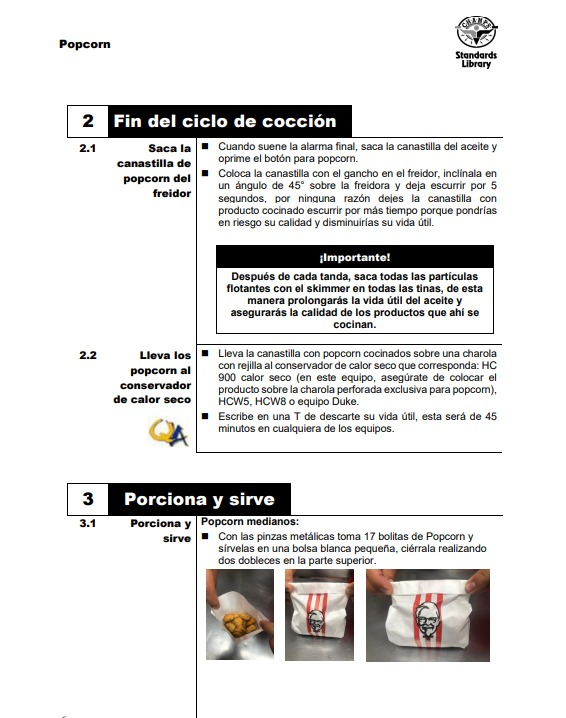 Popcorn
CHAMPS
Standards
Library
2 Fin del ciclo de cocción
2.1 Saca la
canastilla de
popcorn del
freidor
■ Cuando suene la alarma final, saca la canastilla del aceite y
oprime el botón para popcorn.
■ Coloca la canastilla con el gancho en el freidor, inclínala en
un ángulo de 45° sobre la freidora y deja escurrir por 5
segundos, por ninguna razón dejes la canastilla con
producto cocinado escurrir por más tiempo porque pondrías
en riesgo su calidad y disminuirías su vida útil.
¡Importante!
Después de cada tanda, saca todas las partículas
flotantes con el skimmer en todas las tinas, de esta
manera prolongarás la vida útil del aceite y
asegurarás la calidad de los productos que ahí se
cocinan.
2.2 Lleva los
popcorn al
conservador
de calor seco
QA
■ Lleva la canastilla con popcorn cocinados sobre una charola
con rejilla al conservador de calor seco que corresponda: HC
900 calor seco (en este equipo, asegúrate de colocar el
producto sobre la charola perforada exclusiva para popcorn),
HCW5, HCW8 o equipo Duke.
■ Escribe en una T de descarte su vida útil, esta será de 45
minutos en cualquiera de los equipos.
3 Porciona y sirve
3.1 Porciona y
sirve
Popcorn medianos:
■ Con las pinzas metálicas toma 17 bolitas de Popcorn y
sírvelas en una bolsa blanca pequeña, ciérrala realizando
dos dobleces en la parte superior.